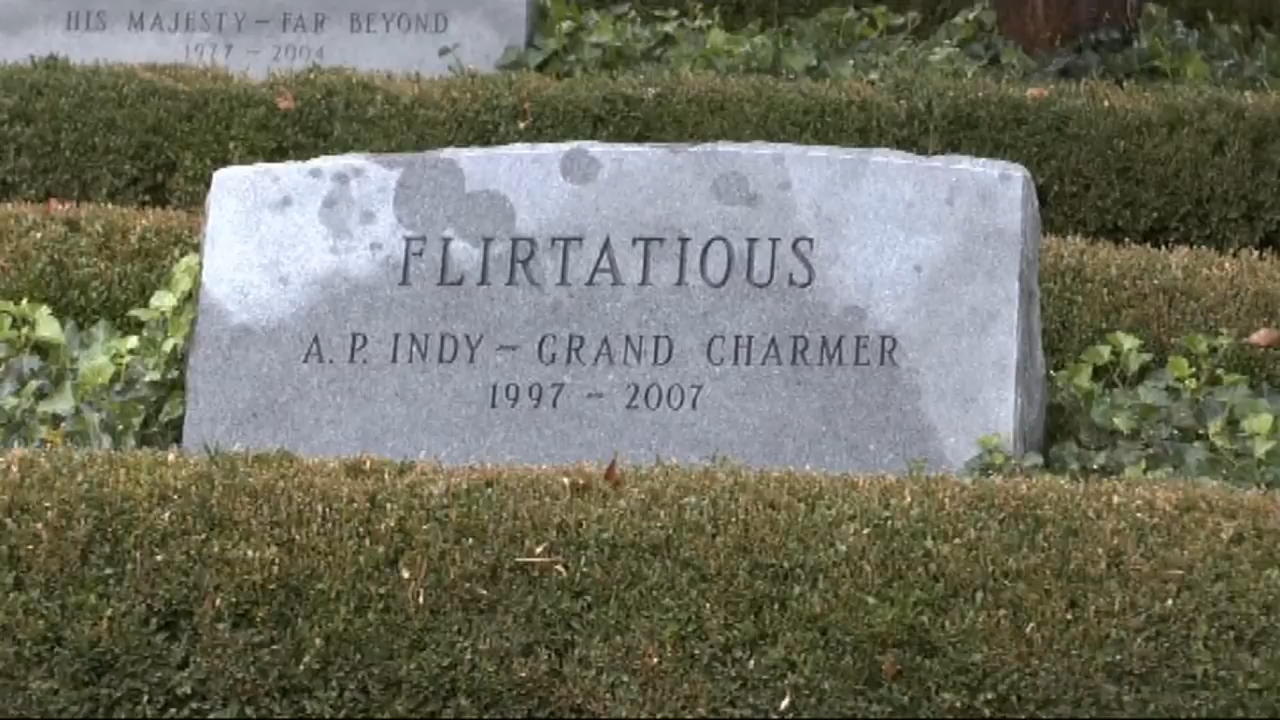 HIS MAJESTY – FAR BEYOND
1977 – 2004
FLIRTATIOUS
A. P. INDY – GRAND CHARMER
1997 – 2007